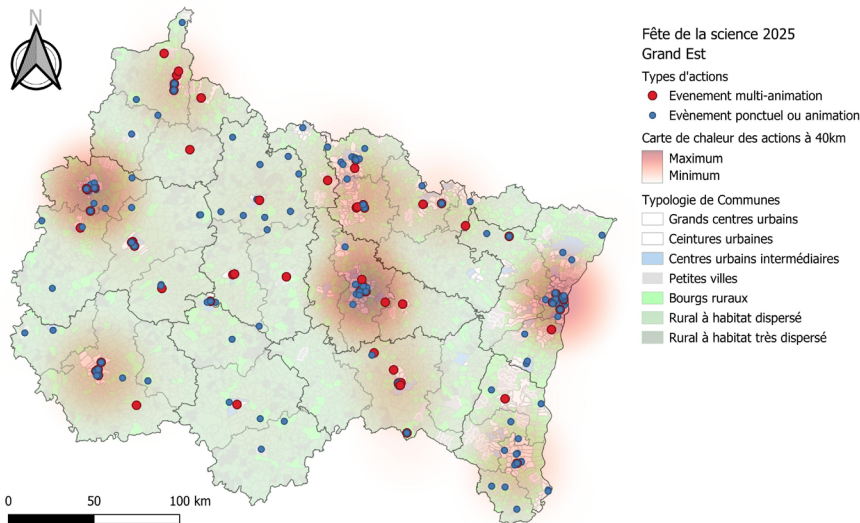 N
Fête de la science 2025
Grand Est
Types d'actions
Evenement multi-animation
Evènement ponctuel ou animation
Carte de chaleur des actions à 40km
Maximum
Minimum
Typologie de Communes
Grands centres urbains
Ceintures urbaines
Centres urbains intermédiaires
Petites villes
Bourgs ruraux
Rural à habitat dispersé
Rural à habitat très dispersé
0 50 100 km